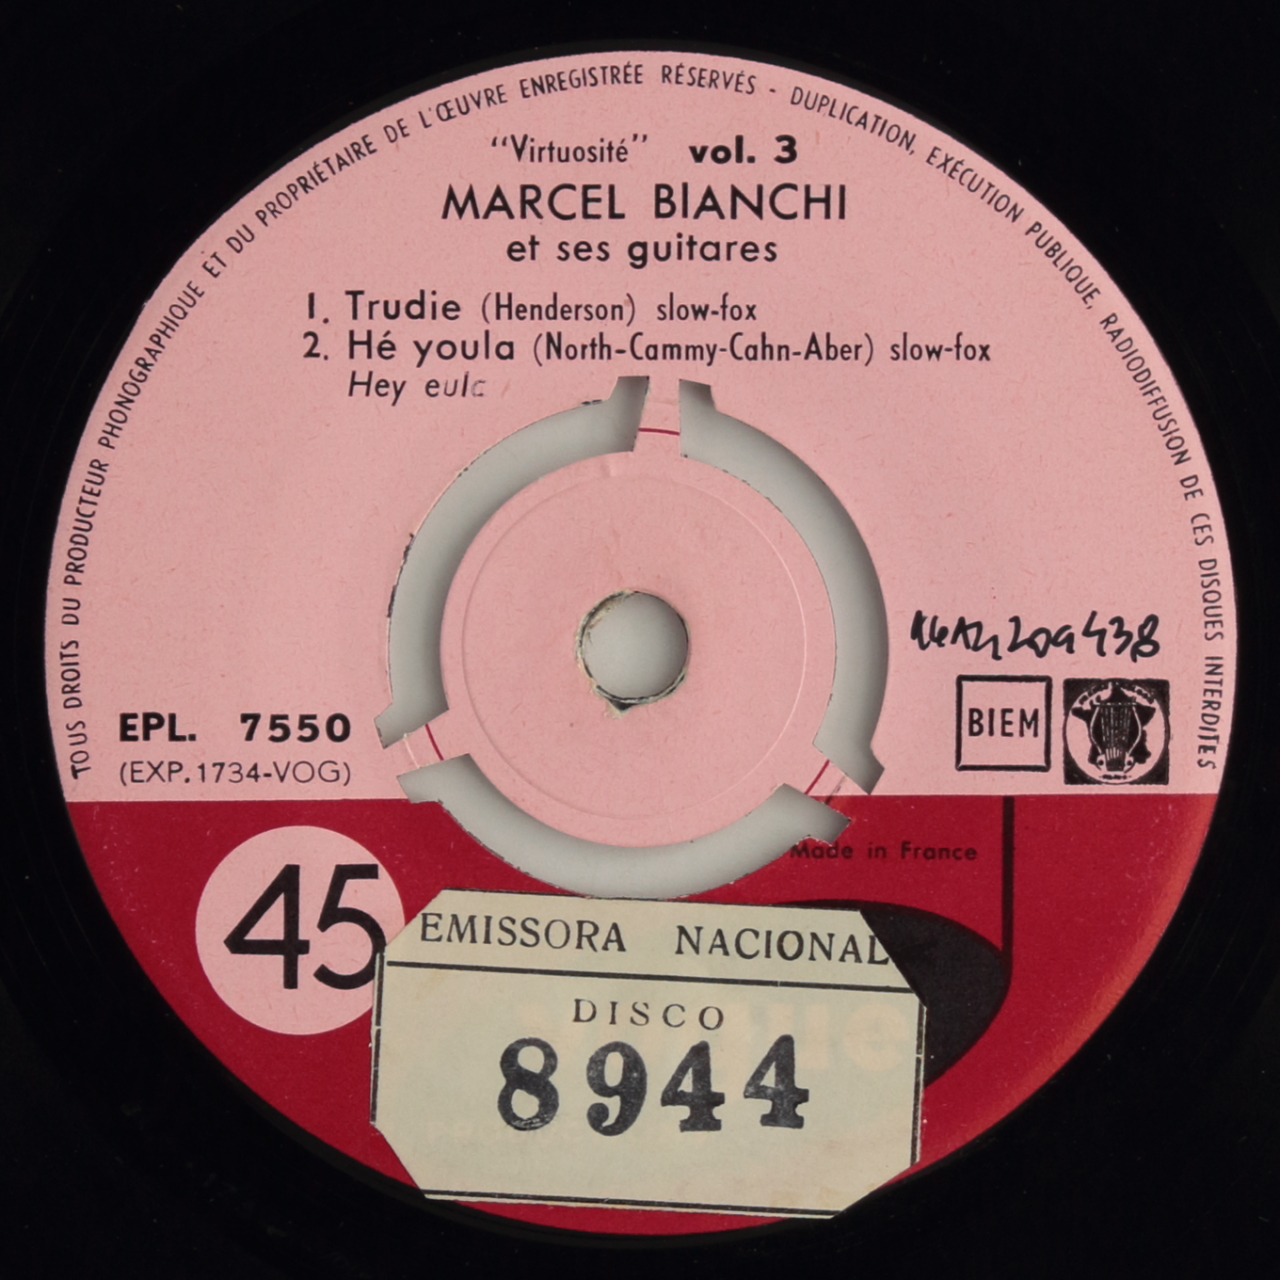 TOUS DROITS DU PRODUCTEUR PHONOGRAPHIQUE ET DU PROPRIÉTAIRE DE L'ŒUVRE ENREGISTRÉE RÉSERVÉS - DUPLICATION, EXÉCUTION PUBLIQUE, RADIODIFFUSION DE CES DISQUES INTERDITES
"Virtuosité" vol. 3
MARCEL BIANCHI
et ses guitares
1. Trudie (Henderson) slow-fox
2. Hé youla (North-Cammy-Cahn-Aber) slow-fox
Hey
EPL. 7550
(EXP. 1734-VOG)
BIEM
Made in France
45
EMISSORA NACIONAL
DISCO
8944